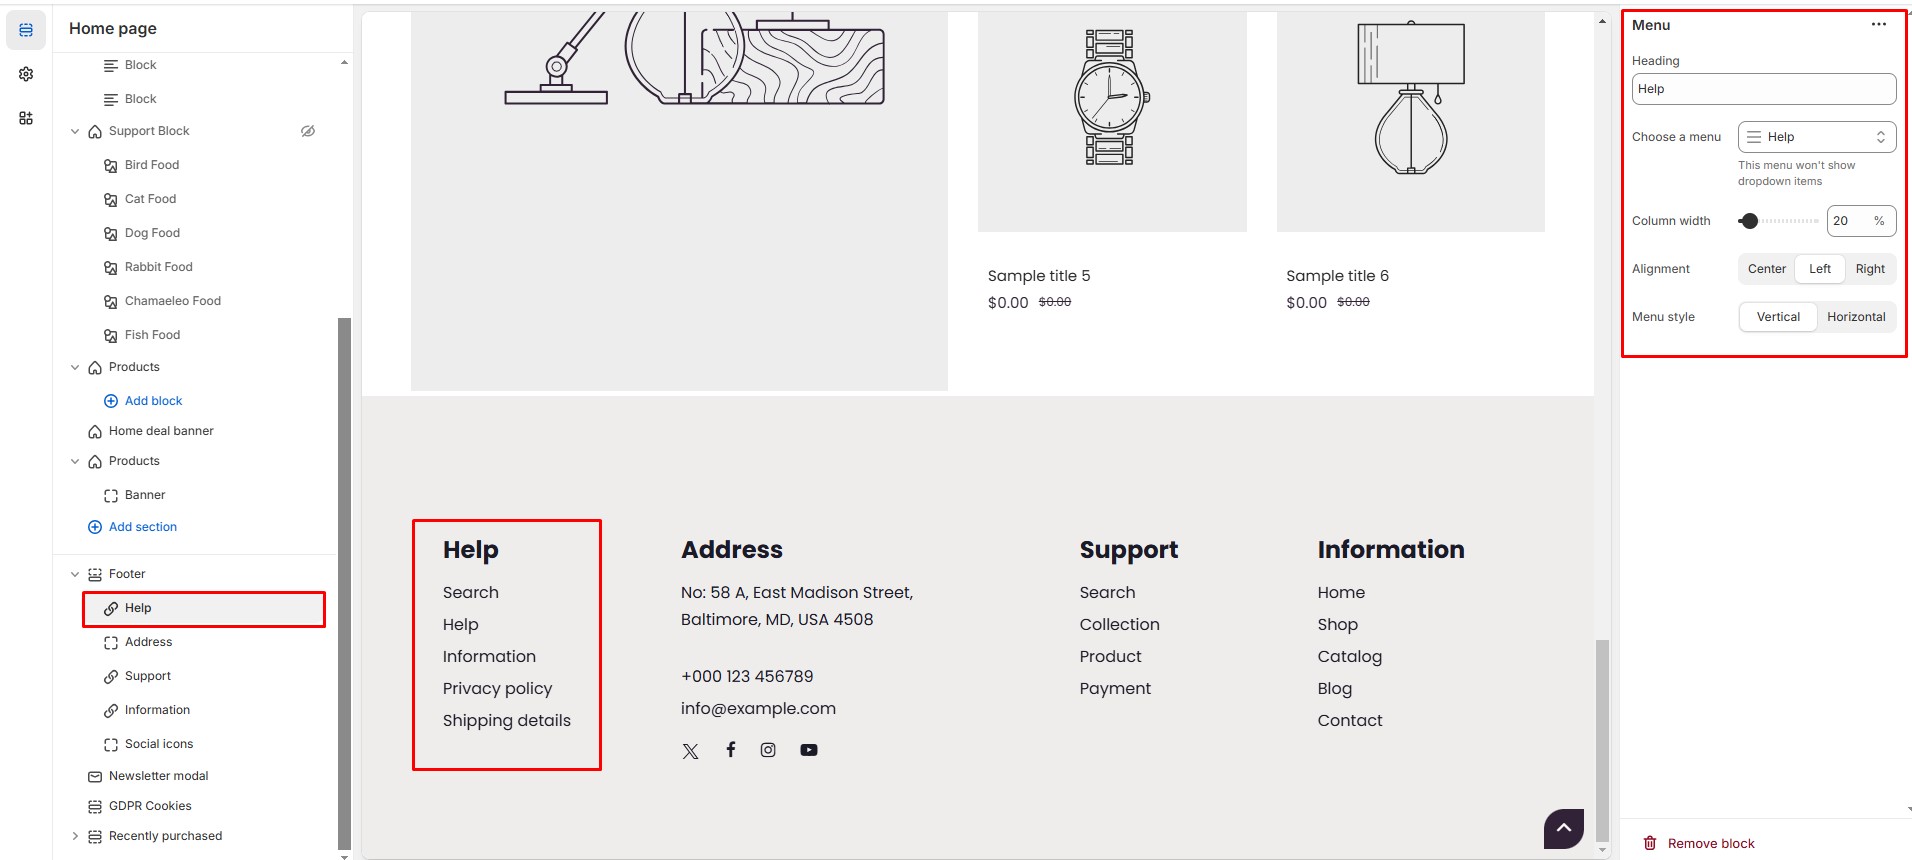 Home page
Block
Block
Support Block
Bird Food
Cat Food
Dog Food
Rabbit Food
Chamaeleo Food
Fish Food
Products
Add block
Home deal banner
Products
Banner
Add section
Footer
Help
Address
Support
Information
Social icons
Newsletter modal
GDPR Cookies
Recently purchased
Sample title 5
$0.00 $0.00
Sample title 6
$0.00 $0.00
Help
Search
Help
Information
Privacy policy
Shipping details
Address
No: 58 A, East Madison Street,
Baltimore, MD, USA 4508
+000 123 456789
info@example.com
Support
Search
Collection
Product
Payment
Information
Home
Shop
Catalog
Blog
Contact
Menu
Heading
Help
Choose a menu Help
This menu won't show
dropdown items
Column width 20 %
Alignment Center Left Right
Menu style Vertical Horizontal
Remove block